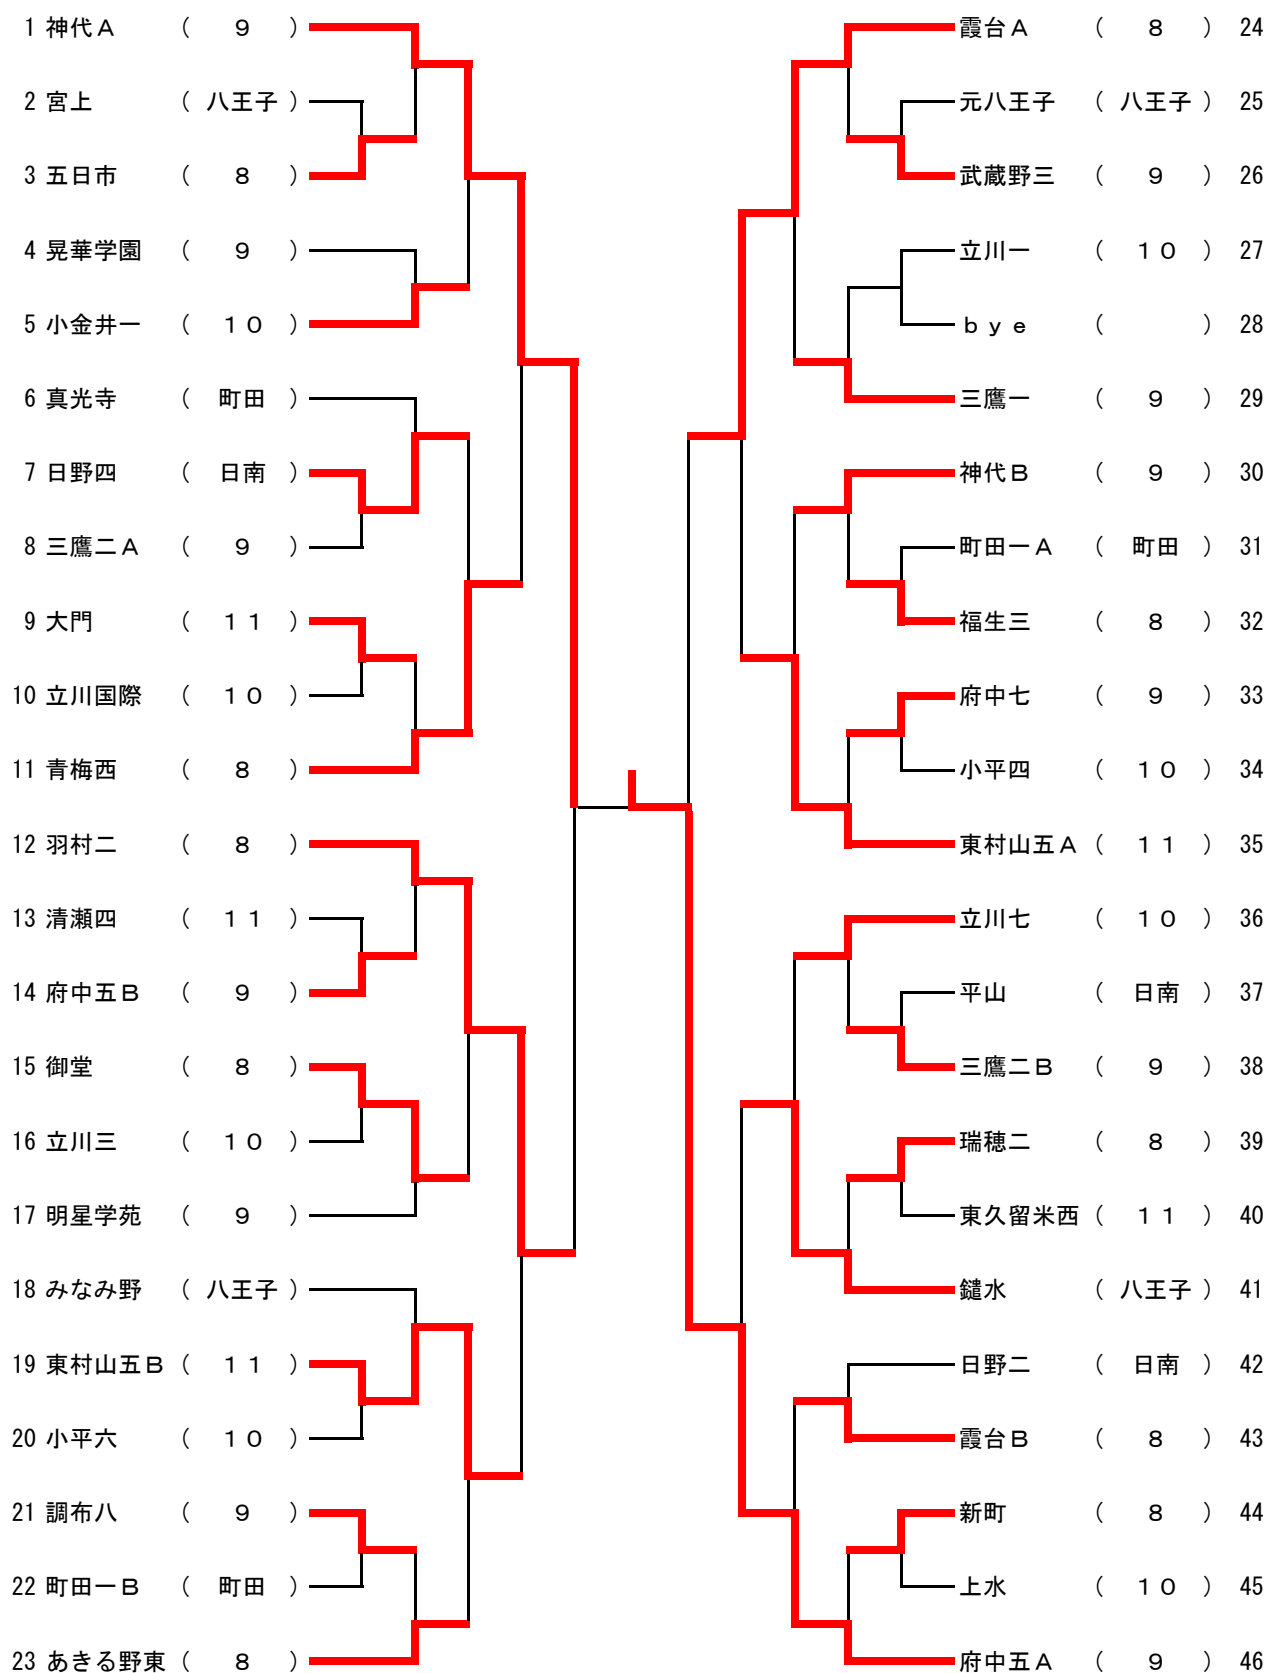 1 神代Ａ ( ９ )
2 宮上 ( 八王子 )
3 五日市 ( ８ )
4 晃華学園 ( ９ )
5 小金井一 ( １０ )
6 真光寺 ( 町田 )
7 日野四 ( 日南 )
8 三鷹二Ａ ( ９ )
9 大門 ( １１ )
10 立川国際 ( １０ )
11 青梅西 ( ８ )
12 羽村二 ( ８ )
13 清瀬四 ( １１ )
14 府中五Ｂ ( ９ )
15 御堂 ( ８ )
16 立川三 ( １０ )
17 明星学苑 ( ９ )
18 みなみ野 ( 八王子 )
19 東村山五Ｂ ( １１ )
20 小平六 ( １０ )
21 調布八 ( ９ )
22 町田一Ｂ ( 町田 )
23 あきる野東 ( ８ )
霞台Ａ ( ８ ) 24
元八王子 ( 八王子 ) 25
武蔵野三 ( ９ ) 26
立川一 ( １０ ) 27
ｂｙｅ ( ) 28
三鷹一 ( ９ ) 29
神代Ｂ ( ９ ) 30
町田一Ａ ( 町田 ) 31
福生三 ( ８ ) 32
府中七 ( ９ ) 33
小平四 ( １０ ) 34
東村山五Ａ ( １１ ) 35
立川七 ( １０ ) 36
平山 ( 日南 ) 37
三鷹二Ｂ ( ９ ) 38
瑞穂二 ( ８ ) 39
東久留米西 ( １１ ) 40
鑓水 ( 八王子 ) 41
日野二 ( 日南 ) 42
霞台Ｂ ( ８ ) 43
新町 ( ８ ) 44
上水 ( １０ ) 45
府中五Ａ ( ９ ) 46